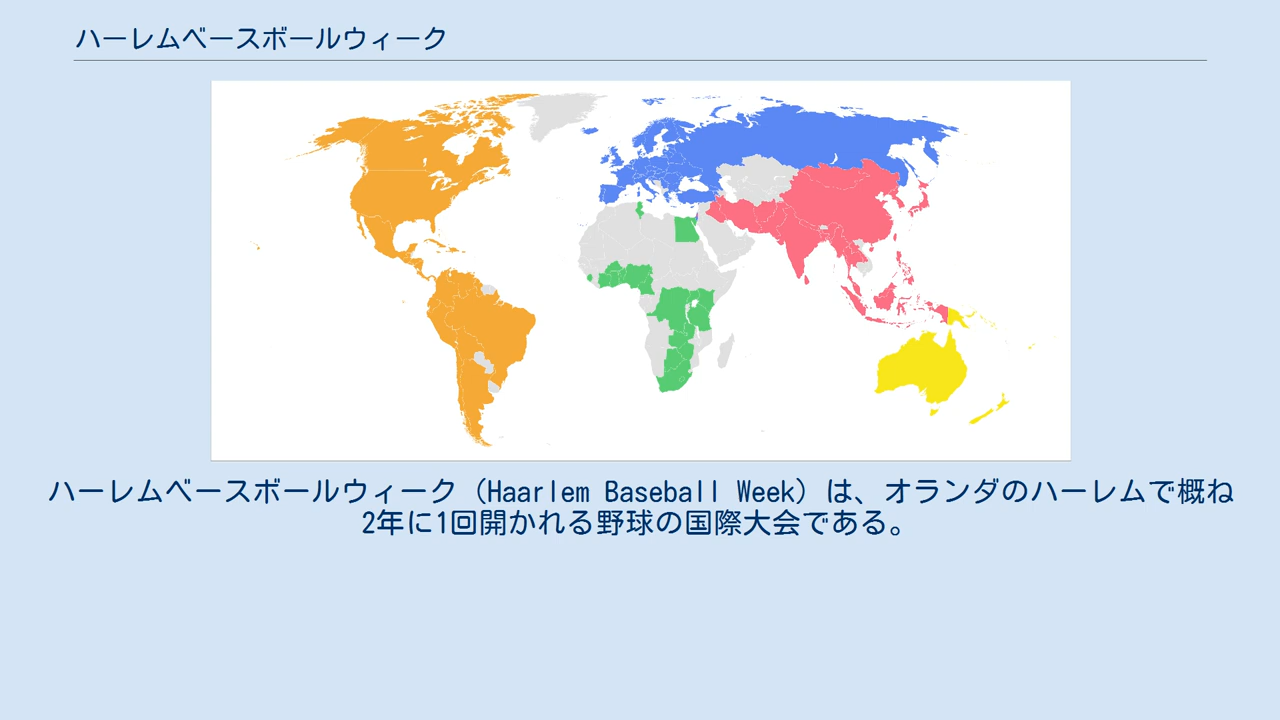 ハーレムベースボールウィーク
ハーレムベースボールウィーク（Haarlem Baseball Week）は、オランダのハーレムで概ね
2年に1回開かれる野球の国際大会である。